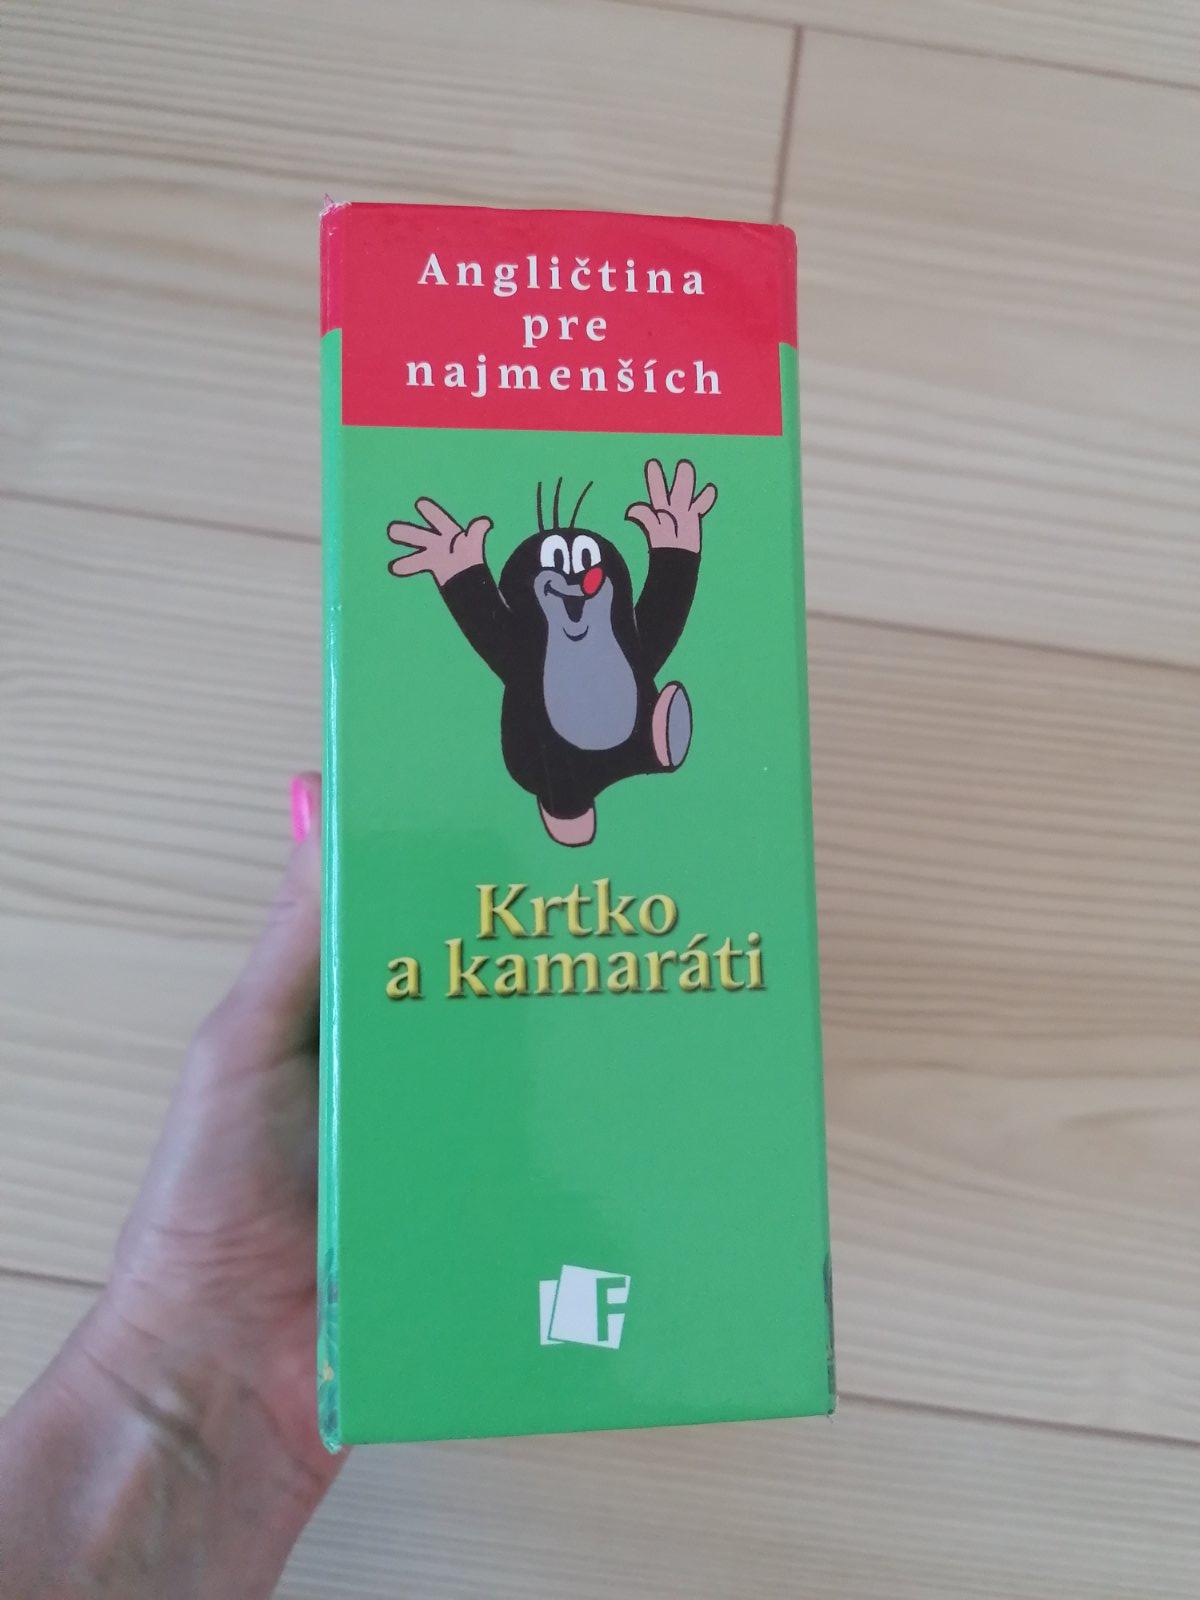 Angličtina
pre
najmenších
Krtko
a kamaráti
F